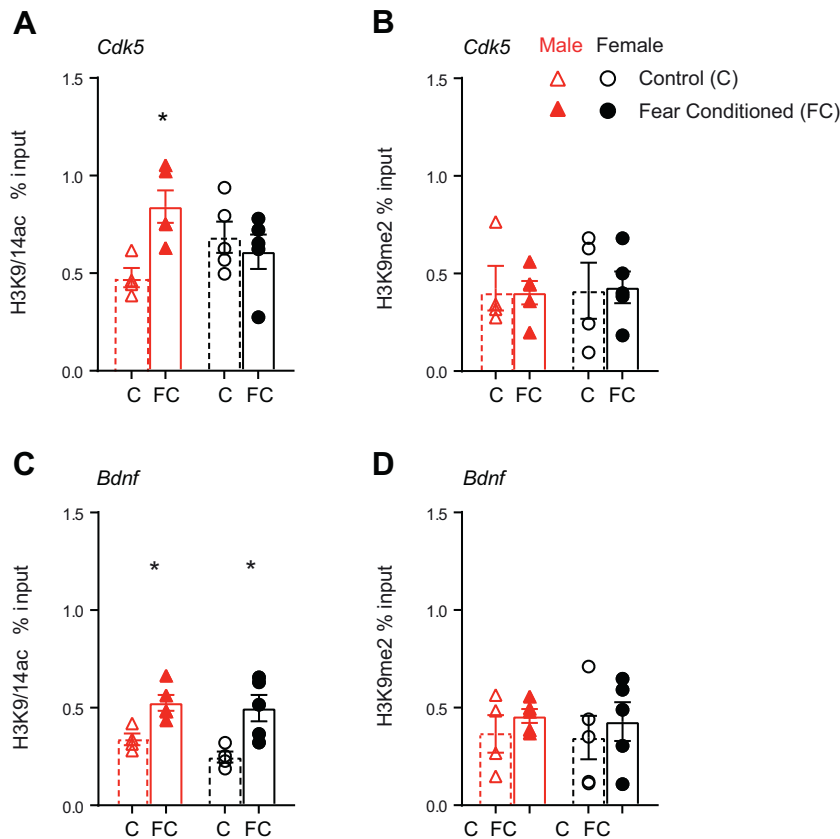 A
Cdk5
H3K9/14ac % input
1.5
1.0
0.5
0.0
*
C FC C FC
B
Cdk5
Male Female
Control (C)
Fear Conditioned (FC)
H3K9me2 % input
1.5
1.0
0.5
0.0
C FC C FC
C
Bdnf
H3K9/14ac % input
1.5
1.0
0.5
0.0
* *
C FC C FC
D
Bdnf
H3K9me2 % input
1.5
1.0
0.5
0.0
C FC C FC